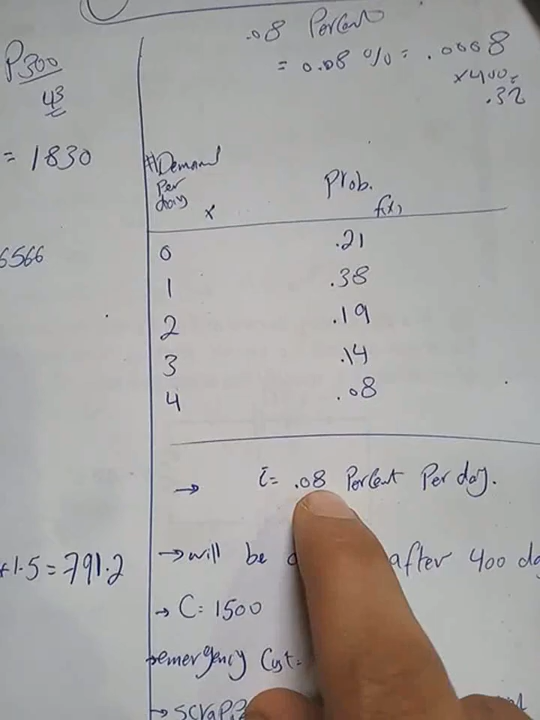 .08 Percent
= 0.08 % = .0008
×400=
.32
P300
43
= 1830
6566
+1.5 = 791.2
# Demand Prob.
Per
day x f(x)
0 .21
1 .38
2 .19
3 .14
4 .08
→ i= .08 Percent Per day.
→ will be after 400
→ C= 1500
→ emergency Cost=
→ scrap